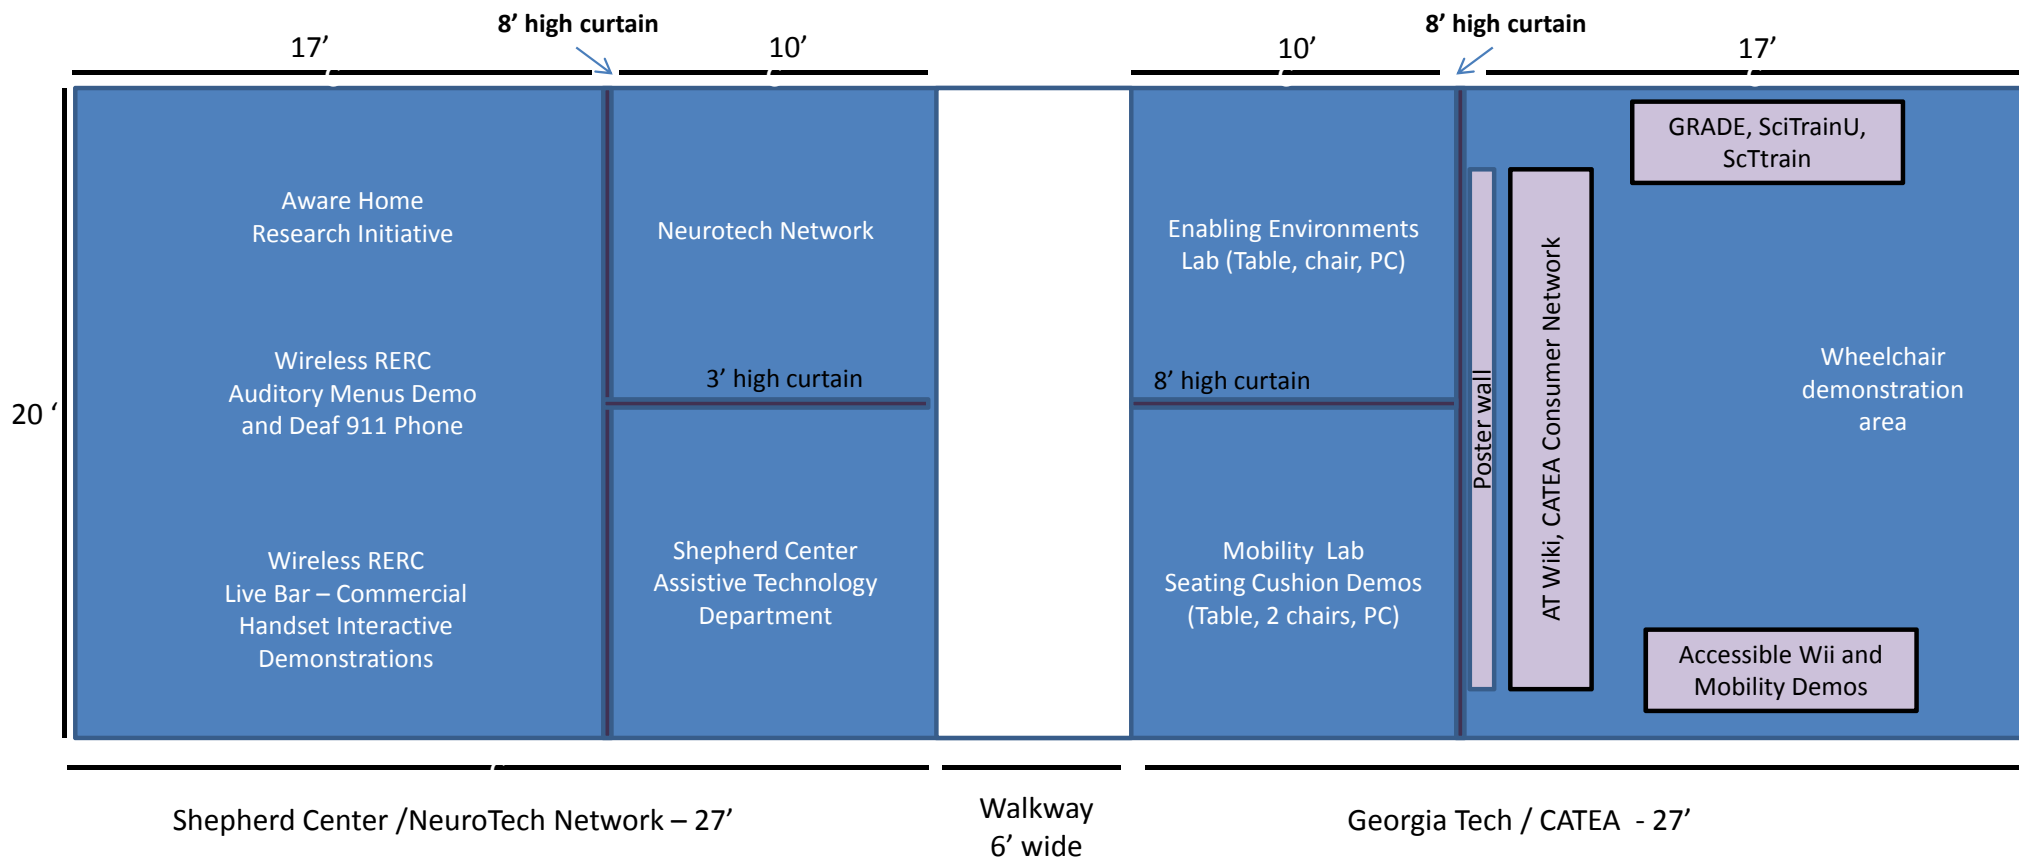 8’ high curtain
17’
10’
8’ high curtain
10’
17’
20 ‘
Aware Home
Research Initiative
Wireless RERC
Auditory Menus Demo
and Deaf 911 Phone
Wireless RERC
Live Bar – Commercial
Handset Interactive
Demonstrations
Neurotech Network
3’ high curtain
Shepherd Center
Assistive Technology
Department
Enabling Environments
Lab (Table, chair, PC)
8’ high curtain
Mobility Lab
Seating Cushion Demos
(Table, 2 chairs, PC)
Poster wall
AT Wiki, CATEA Consumer Network
GRADE, SciTrainU,
ScTtrain
Wheelchair
demonstration
area
Accessible Wii and
Mobility Demos
Shepherd Center /NeuroTech Network – 27’
Walkway
6’ wide
Georgia Tech / CATEA - 27’